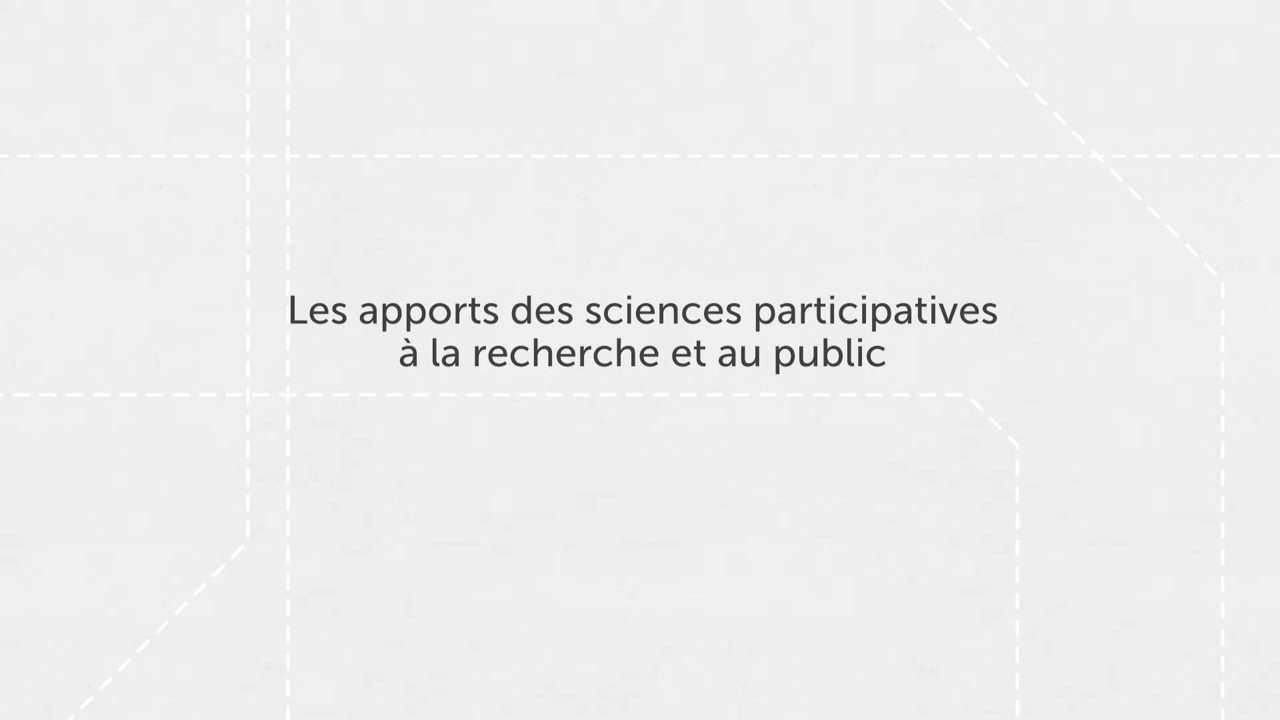 Les apports des sciences participatives
à la recherche et au public